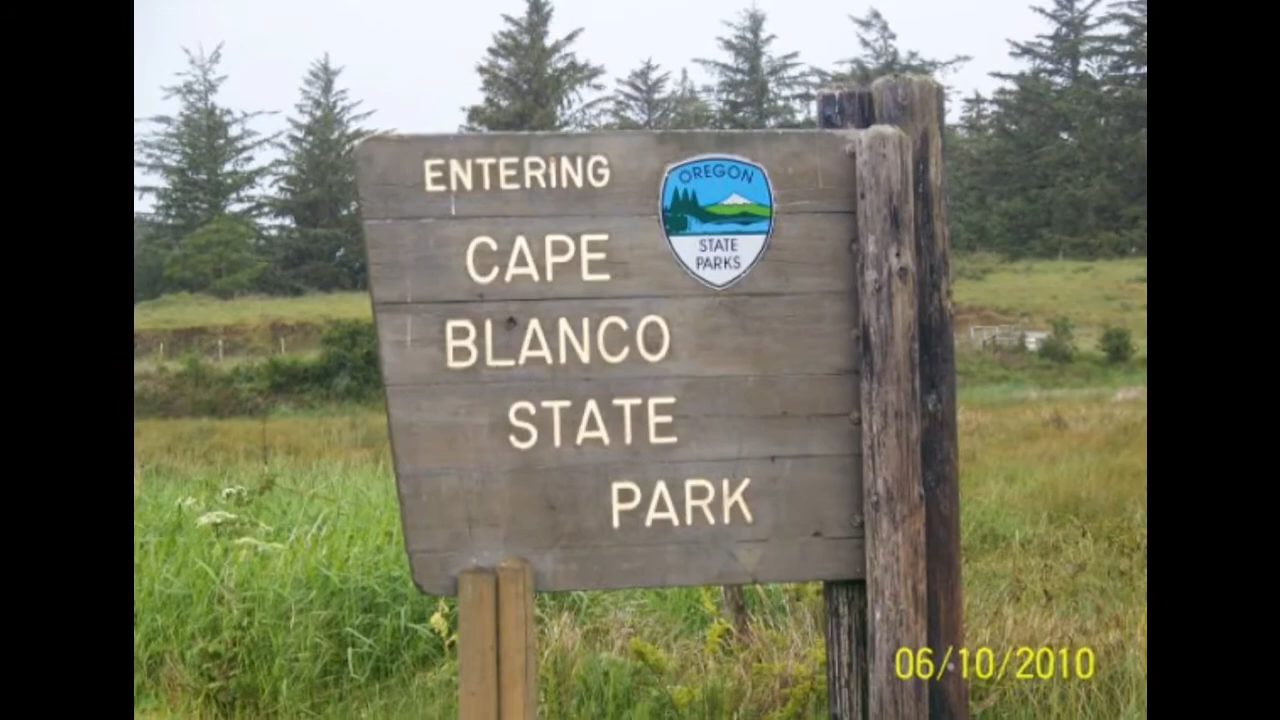 ENTERING
CAPE
BLANCO
STATE
PARK
OREGON
STATE
PARKS
06/10/2010